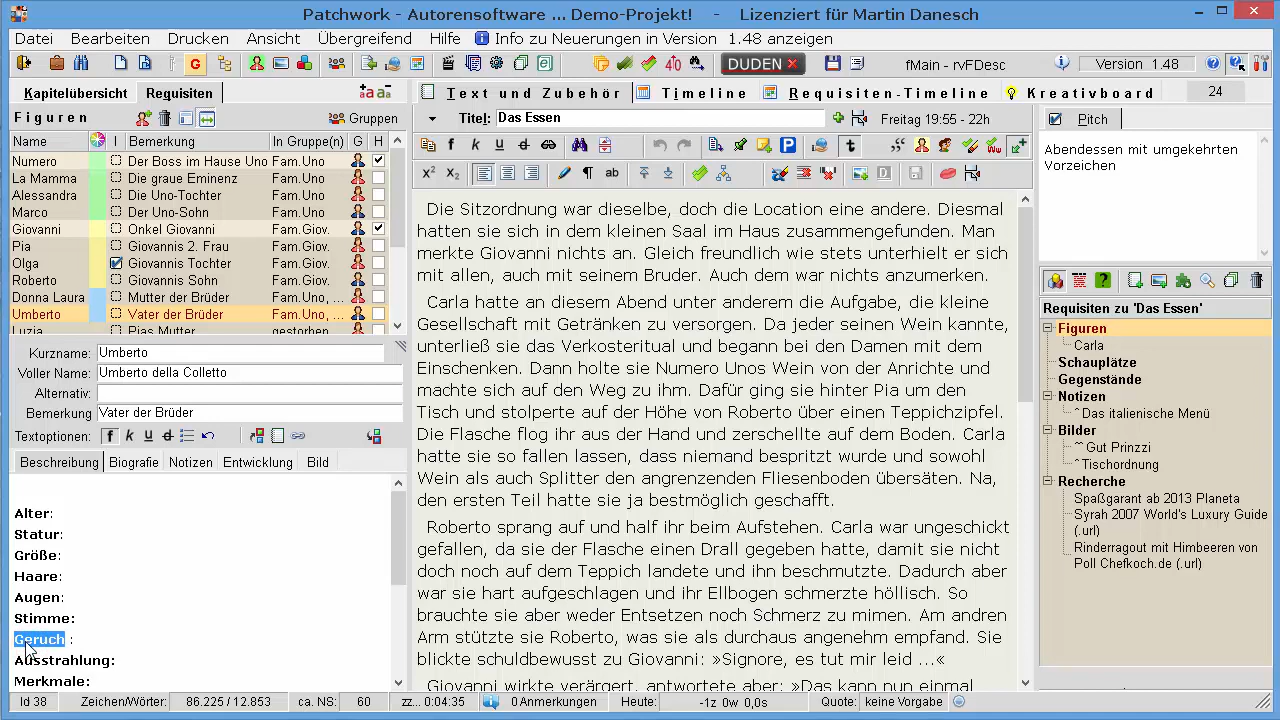 Patchwork - Autorensoftware ... Demo-Projekt! - Lizenziert für Martin Danesch
Datei Bearbeiten Drucken Ansicht Übergreifend Hilfe Info zu Neuerungen in Version 1.48 anzeigen
G DUDEN fMain - rvFDesc Version 1.48
Kapitelübersicht Requisiten
Text und Zubehör Timeline Requisiten-Timeline Kreativboard 24
Figuren Gruppen
Titel: Das Essen Freitag 19:55 - 22h
Pitch
Name I Bemerkung In Gruppe(n) G H
Numero Der Boss im Hause Uno Fam.Uno
La Mamma Die graue Eminenz Fam.Uno
Alessandra Die Uno-Tochter Fam.Uno
Marco Der Uno-Sohn Fam.Uno
Giovanni Onkel Giovanni Fam.Giov.
Pia Giovannis 2. Frau Fam.Giov.
Olga Giovannis Tochter Fam.Giov.
Roberto Giovannis Sohn Fam.Giov.
Donna Laura Mutter der Brüder Fam.Uno, ...
Umberto Vater der Brüder Fam.Uno, ...
Luzia Pias Mutter gestorben
Kurzname: Umberto
Voller Name: Umberto della Colletto
Alternativ:
Bemerkung Vater der Brüder
Textoptionen: f k u d
Beschreibung Biografie Notizen Entwicklung Bild
Alter:
Statur:
Größe:
Haare:
Augen:
Stimme:
Geruch :
Ausstrahlung:
Merkmale:
f k u d P t
x² x₂ ¶ ab D
Die Sitzordnung war dieselbe, doch die Location eine andere. Diesmal
hatten sie sich in dem kleinen Saal im Haus zusammengefunden. Man
merkte Giovanni nichts an. Gleich freundlich wie stets unterhielt er sich
mit allen, auch mit seinem Bruder. Auch dem war nichts anzumerken.
Carla hatte an diesem Abend unter anderem die Aufgabe, die kleine
Gesellschaft mit Getränken zu versorgen. Da jeder seinen Wein kannte,
unterließ sie das Verkosteritual und begann bei den Damen mit dem
Einschenken. Dann holte sie Numero Unos Wein von der Anrichte und
machte sich auf den Weg zu ihm. Dafür ging sie hinter Pia um den
Tisch und stolperte auf der Höhe von Roberto über einen Teppichzipfel.
Die Flasche flog ihr aus der Hand und zerschellte auf dem Boden. Carla
hatte sie so fallen lassen, dass niemand bespritzt wurde und sowohl
Wein als auch Splitter den angrenzenden Fliesenboden übersäten. Na,
den ersten Teil hatte sie ja bestmöglich geschafft.
Roberto sprang auf und half ihr beim Aufstehen. Carla war ungeschickt
gefallen, da sie der Flasche einen Drall gegeben hatte, damit sie nicht
doch noch auf dem Teppich landete und ihn beschmutzte. Dadurch aber
war sie hart aufgeschlagen und ihr Ellbogen schmerzte höllisch. So
brauchte sie aber weder Entsetzen noch Schmerz zu mimen. Am andren
Arm stützte sie Roberto, was sie als durchaus angenehm empfand. Sie
blickte schuldbewusst zu Giovanni: »Signore, es tut mir leid ...«
Giovanni wirkte verärgert, antwortete aber: »Das kann nun einmal
Abendessen mit umgekehrten
Vorzeichen
Requisiten zu 'Das Essen'
Figuren
Carla
Schauplätze
Gegenstände
Notizen
^Das italienische Menü
Bilder
^^Gut Prinzzi
^Tischordnung
Recherche
Spaßgarant ab 2013 Planeta
Syrah 2007 World's Luxury Guide
(.url)
Rinderragout mit Himbeeren von
Poll Chefkoch.de (.url)
Id 38 Zeichen/Wörter: 86.225 / 12.853 ca. NS: 60 0 Anmerkungen Heute: Z 0w 0,0s Quote: keine Vorgabe